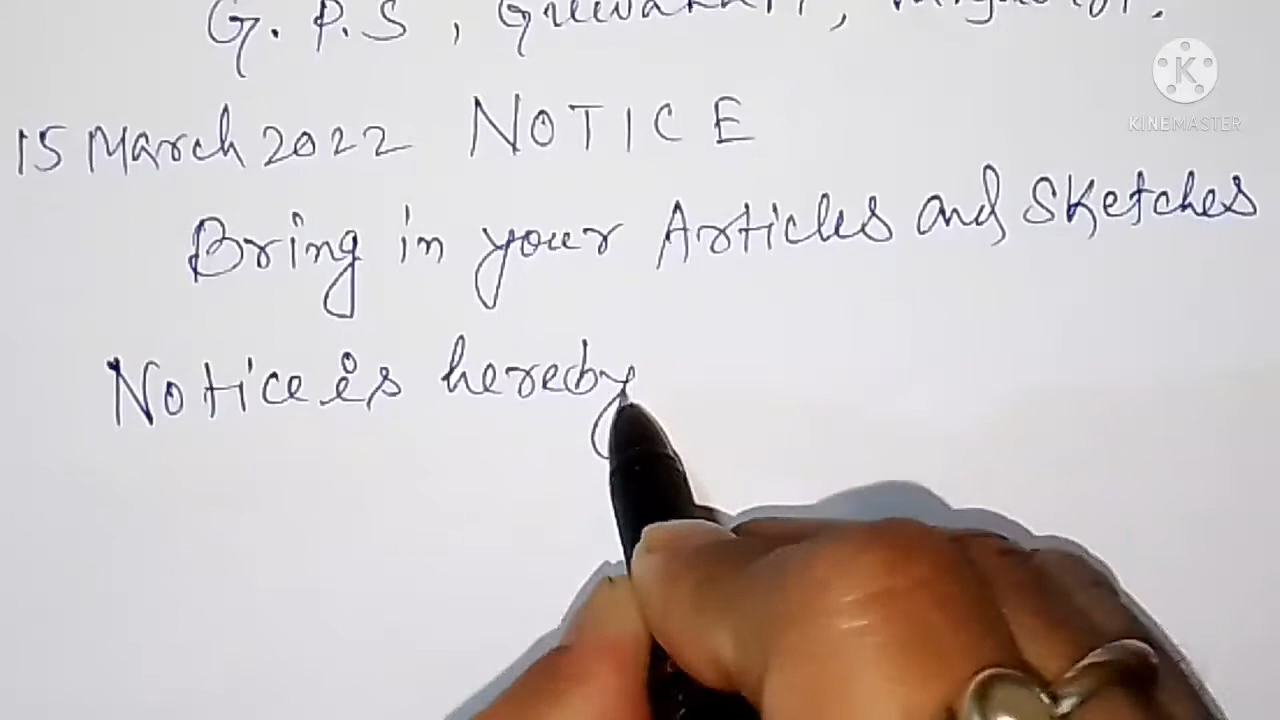 G. P. S,
15 March 2022 NOTICE
Bring in your Articles and Sketches
Notice is hereby
KINEMASTER